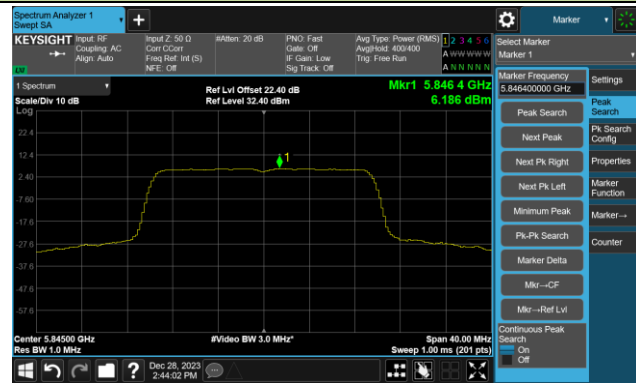 Spectrum Analyzer 1
Swept SA
Marker
KEYSIGHT
Input: RF
Coupling: AC
Align: Auto
Input Z: 50 Ω
Corr CCorr
Freq Ref: Int (S)
NFE: Off
#Atten: 20 dB
PNO: Fast
Gate: Off
IF Gain: Low
Sig Track: Off
Avg Type: Power (RMS)
Avg|Hold: 400/400
Trig: Free Run
1 2 3 4 5 6
A W W W W W
A N N N N N
Select Marker
Marker 1
1 Spectrum
Scale/Div 10 dB
Log
Ref Lvl Offset 22.40 dB
Ref Level 32.40 dBm
Mkr1 5.846 4 GHz
6.186 dBm
22.4
12.4
2.40
-7.60
-17.6
-27.6
-37.6
-47.6
-57.6
1
Center 5.84500 GHz
Res BW 1.0 MHz
#Video BW 3.0 MHz*
Span 40.00 MHz
Sweep 1.00 ms (201 pts)
Marker Frequency
5.846400000 GHz
Peak Search
Next Peak
Next Pk Right
Next Pk Left
Minimum Peak
Pk-Pk Search
Marker Delta
Mkr→CF
Mkr→Ref Lvl
Continuous Peak
Search
On
Off
Settings
Peak
Search
Pk Search
Config
Properties
Marker
Function
Marker→
Counter
Dec 28, 2023
2:44:02 PM